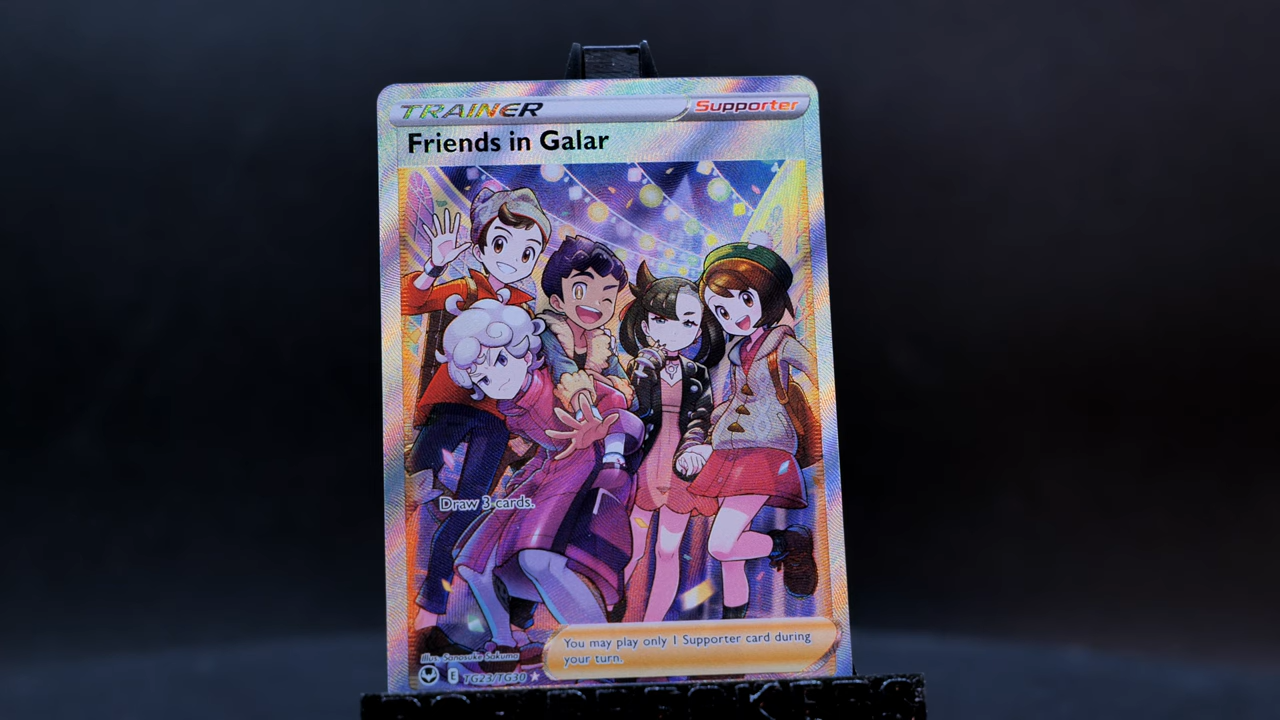 TRAINER Supporter
Friends in Galar
Draw 3 cards.
You may play only 1 Supporter card during
your turn.
Illus. Sanosuke Sakuma
E TG23/TG30